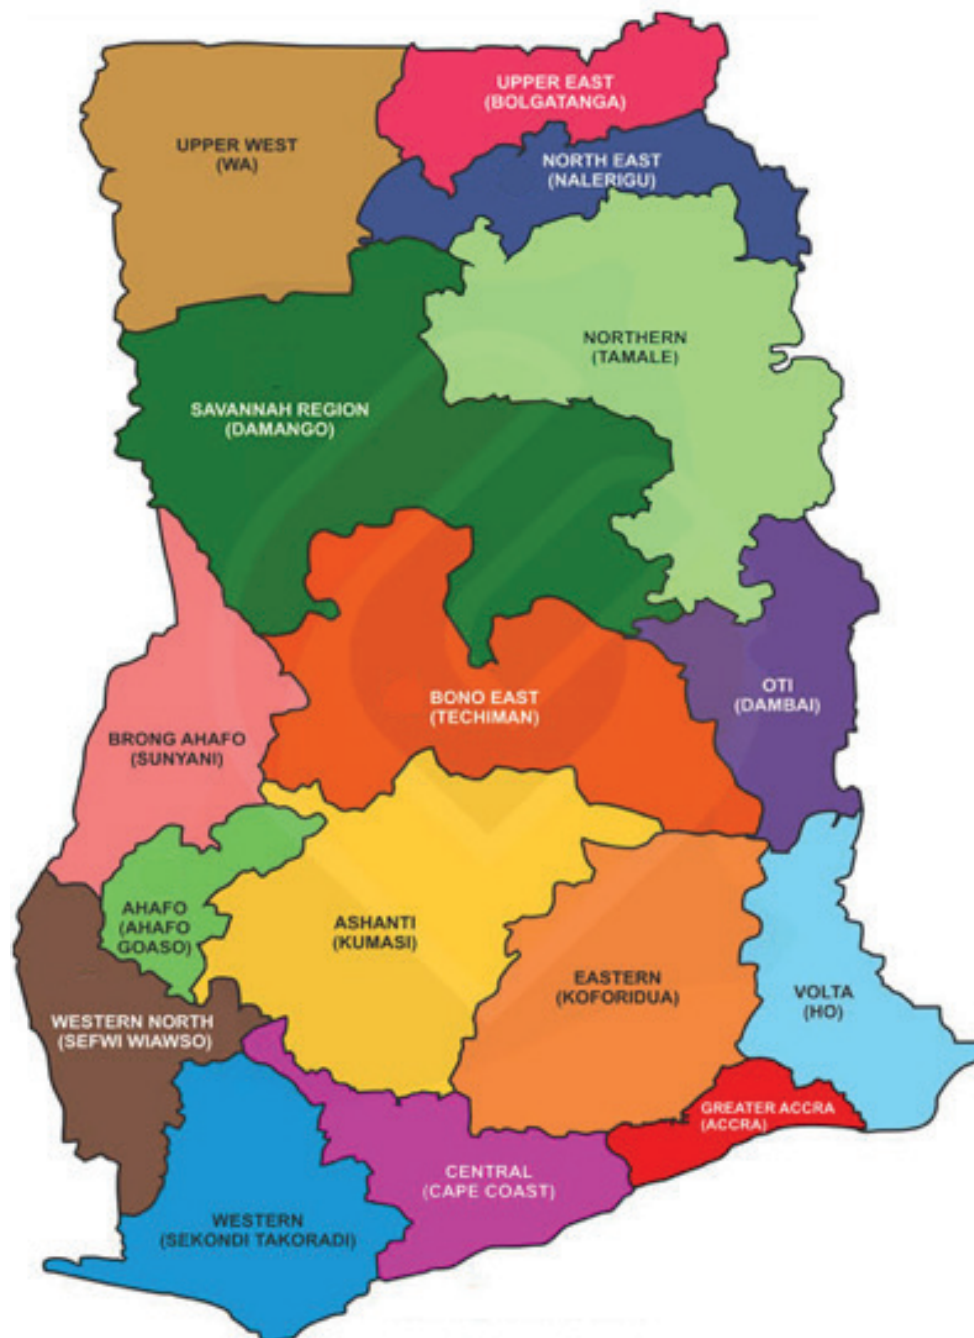 UPPER EAST
(BOLGATANGA)
UPPER WEST
(WA)
NORTH EAST
(NALERIGU)
NORTHERN
(TAMALE)
SAVANNAH REGION
(DAMANGO)
OTI
(DAMBAI)
BONO EAST
(TECHIMAN)
BRONG AHAFO
(SUNYANI)
AHAFO
(AHAFO
GOASO)
ASHANTI
(KUMASI)
EASTERN
(KOFORIDUA)
VOLTA
(HO)
WESTERN NORTH
(SEFWI WIAWSO)
GREATER ACCRA
(ACCRA)
CENTRAL
(CAPE COAST)
WESTERN
(SEKONDI TAKORADI)